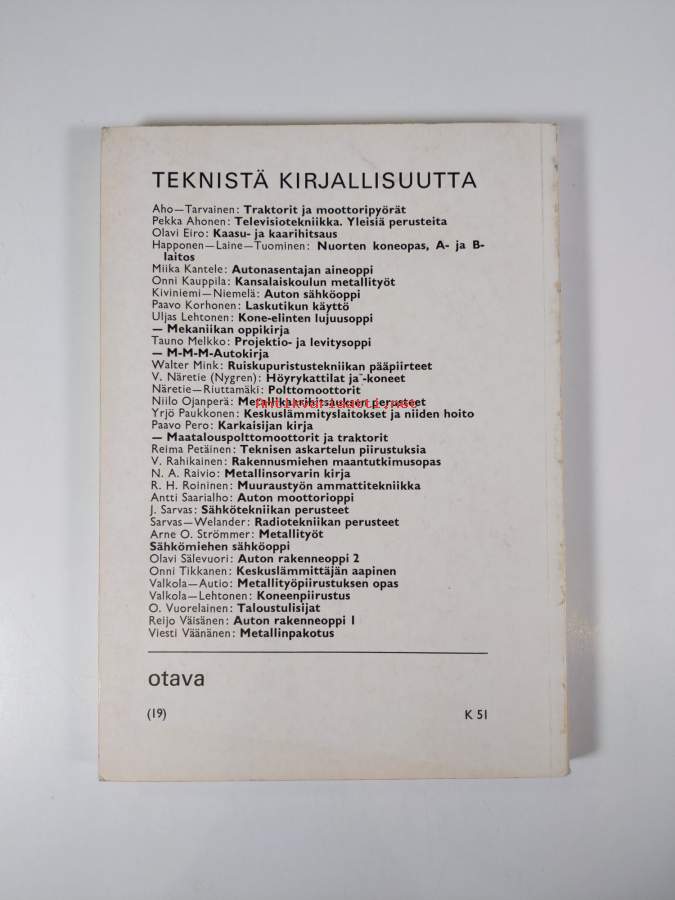 TEKNISTÄ KIRJALLISUUTTA
Aho—Tarvainen: Traktorit ja moottoripyörät
Pekka Ahonen: Televisiotekniikka. Yleisiä perusteita
Olavi Eiro: Kaasu- ja kaarihitsaus
Happonen—Laine—Tuominen: Nuorten koneopas, A- ja B-
laitos
Miika Kantele: Autonasentajan aineoppi
Onni Kauppila: Kansalaiskoulun metallityöt
Kiviniemi—Niemelä: Auton sähköoppi
Paavo Korhonen: Laskutikun käyttö
Uljas Lehtonen: Kone-elinten lujuusoppi
— Mekaniikan oppikirja
Tauno Melkko: Projektio- ja levitysoppi
— M-M-M-Autokirja
Walter Mink: Ruiskupuristustekniikan pääpiirteet
V. Näretie (Nygren): Höyrykattilat ja -koneet
Näretie—Riuttamäki: Polttomoottorit
Niilo Ojanperä: Metallikaarihitsauksen perusteet
Antikvariaatti.net
Yrjö Paukkonen: Keskuslämmityslaitokset ja niiden hoito
Paavo Pero: Karkaisijan kirja
— Maatalouspolttomoottorit ja traktorit
Reima Petäinen: Teknisen askartelun piirustuksia
V. Rahikainen: Rakennusmiehen maantutkimusopas
N. A. Raivio: Metallinsorvarin kirja
R. H. Roininen: Muuraustyön ammattitekniikka
Antti Saarialho: Auton moottorioppi
J. Sarvas: Sähkötekniikan perusteet
Sarvas—Welander: Radiotekniikan perusteet
Arne O. Strömmer: Metallityöt
Sähkömiehen sähköoppi
Olavi Sälevuori: Auton rakenneoppi 2
Onni Tikkanen: Keskuslämmittäjän aapinen
Valkola—Autio: Metallityöpiirustuksen opas
Valkola—Lehtonen: Koneenpiirustus
O. Vuorelainen: Taloustulisijat
Reijo Väisänen: Auton rakenneoppi 1
Viesti Väänänen: Metallinpakotus
otava
(19) K 51